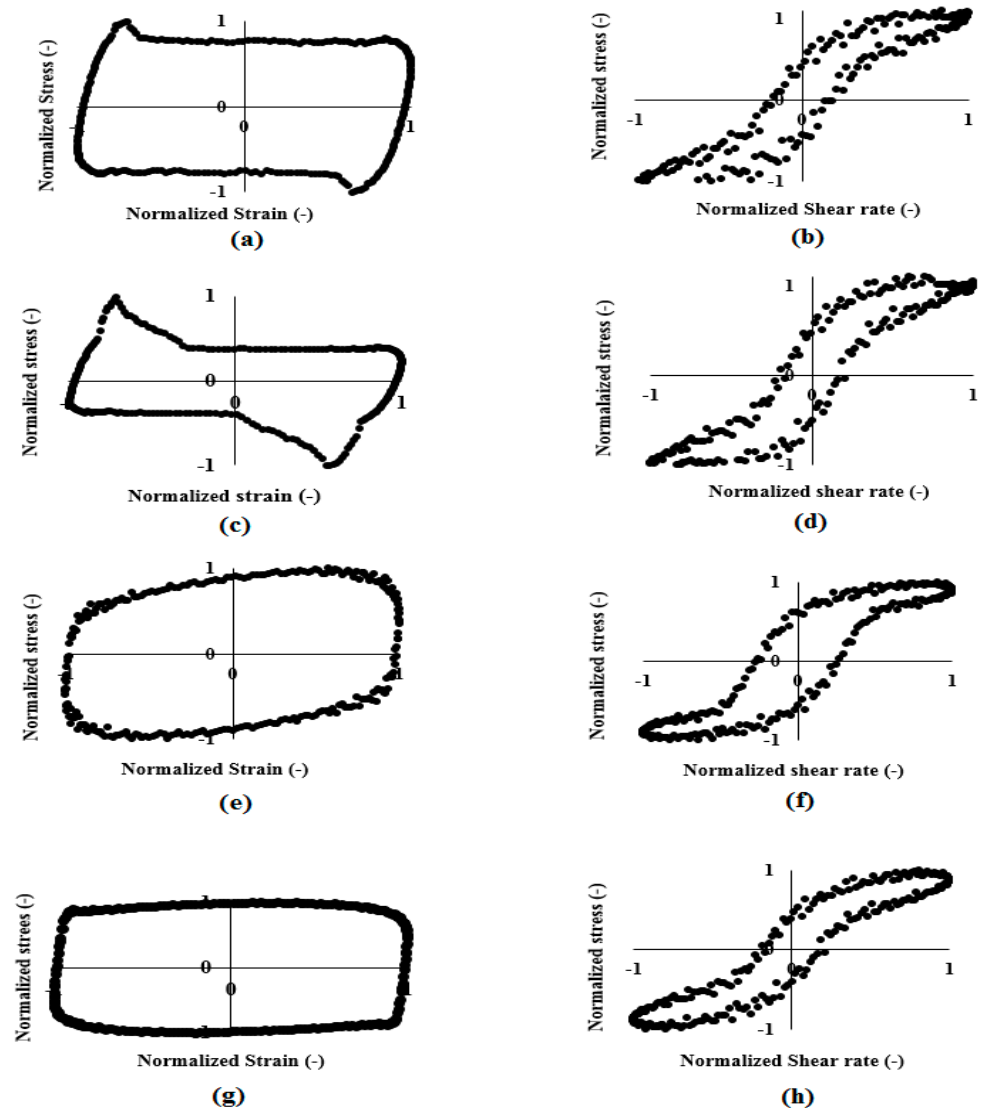 Normalized Stress (-)
1
0
0
1
-1
Normalized Strain (-)
(a)
Normalized stress (-)
1
-1
0
0
1
-1
Normalized Shear rate (-)
(b)
Normalized stress (-)
1
0
0
1
-1
Normalized strain (-)
(c)
Normalaized stress (-)
1
-1
0
0
1
-1
Normalized shear rate (-)
(d)
Normalized stress (-)
1
0
0
1
-1
Normalized Strain (-)
(e)
Normalized stress (-)
1
-1
0
0
1
-1
Normalized shear rate (-)
(f)
Normalized strees (-)
1
0
0
1
-1
Normalized Strain (-)
(g)
Normalized stress (-)
1
-1
0
0
1
-1
Normalized Shear rate (-)
(h)